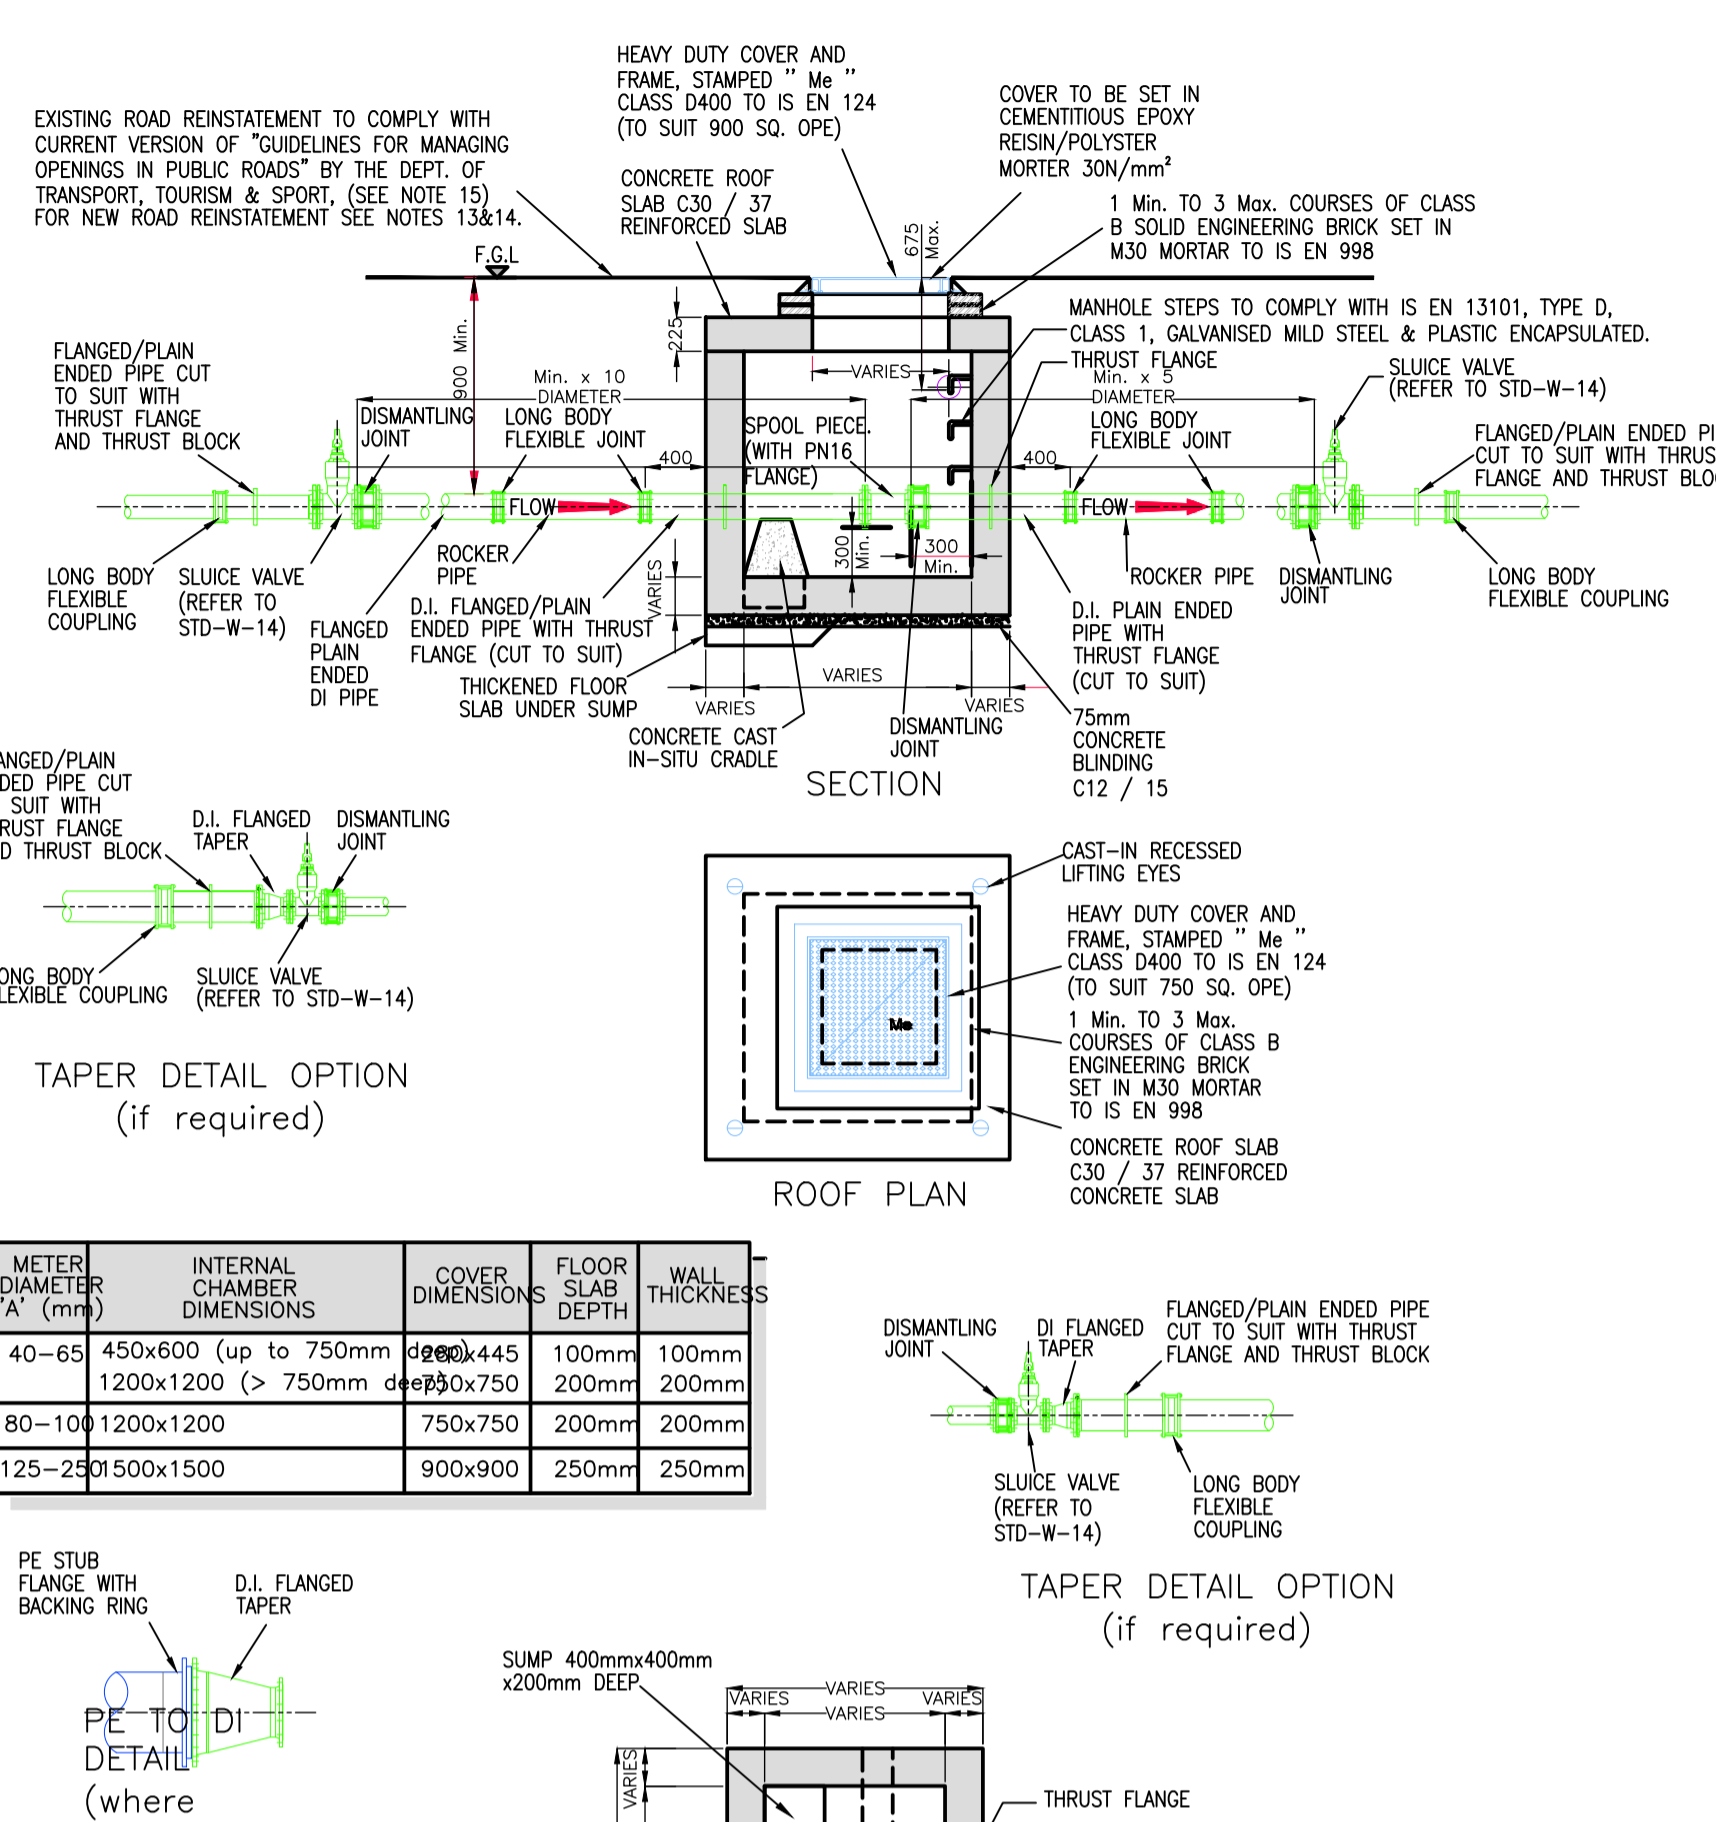 HEAVY DUTY COVER AND
FRAME, STAMPED " Me "
CLASS D400 TO IS EN 124
(TO SUIT 900 SQ. OPE)
COVER TO BE SET IN
CEMENTITIOUS EPOXY
REISIN/POLYSTER
MORTER 30N/mm²
EXISTING ROAD REINSTATEMENT TO COMPLY WITH
CURRENT VERSION OF "GUIDELINES FOR MANAGING
OPENINGS IN PUBLIC ROADS" BY THE DEPT. OF
TRANSPORT, TOURISM & SPORT, (SEE NOTE 15)
FOR NEW ROAD REINSTATEMENT SEE NOTES 13&14.
CONCRETE ROOF
SLAB C30 / 37
REINFORCED SLAB
1 Min. TO 3 Max. COURSES OF CLASS
B SOLID ENGINEERING BRICK SET IN
M30 MORTAR TO IS EN 998
675
Max.
F.G.L
MANHOLE STEPS TO COMPLY WITH IS EN 13101, TYPE D,
CLASS 1, GALVANISED MILD STEEL & PLASTIC ENCAPSULATED.
THRUST FLANGE
225
900 Min.
FLANGED/PLAIN
ENDED PIPE CUT
TO SUIT WITH
THRUST FLANGE
AND THRUST BLOCK
SLUICE VALVE
(REFER TO STD-W-14)
VARIES
Min. x 10
DIAMETER
Min. x 5
DIAMETER
DISMANTLING
JOINT
LONG BODY
FLEXIBLE JOINT
SPOOL PIECE.
(WITH PN16
FLANGE)
LONG BODY
FLEXIBLE JOINT
FLANGED/PLAIN ENDED PI
CUT TO SUIT WITH THRUS
FLANGE AND THRUST BLO
400
400
FLOW
FLOW
300
Min.
300
Min.
VARIES
LONG BODY
FLEXIBLE
COUPLING
SLUICE VALVE
(REFER TO
STD-W-14)
FLANGED
PLAIN
ENDED
DI PIPE
ROCKER
PIPE
D.I. FLANGED/PLAIN
ENDED PIPE WITH THRUST
FLANGE (CUT TO SUIT)
ROCKER PIPE
D.I. PLAIN ENDED
PIPE WITH
THRUST FLANGE
(CUT TO SUIT)
DISMANTLING
JOINT
LONG BODY
FLEXIBLE COUPLING
THICKENED FLOOR
SLAB UNDER SUMP
VARIES
VARIES
VARIES
CONCRETE CAST
IN-SITU CRADLE
DISMANTLING
JOINT
75mm
CONCRETE
BLINDING
C12 / 15
SECTION
ANGED/PLAIN
DED PIPE CUT
SUIT WITH
RUST FLANGE
D THRUST BLOCK
D.I. FLANGED
TAPER
DISMANTLING
JOINT
ONG BODY
LEXIBLE COUPLING
SLUICE VALVE
(REFER TO STD-W-14)
TAPER DETAIL OPTION
(if required)
CAST-IN RECESSED
LIFTING EYES
HEAVY DUTY COVER AND
FRAME, STAMPED " Me "
CLASS D400 TO IS EN 124
(TO SUIT 750 SQ. OPE)
1 Min. TO 3 Max.
COURSES OF CLASS B
ENGINEERING BRICK
SET IN M30 MORTAR
TO IS EN 998
CONCRETE ROOF SLAB
C30 / 37 REINFORCED
CONCRETE SLAB
Me
ROOF PLAN
METER
DIAMETER
'A' (mm)
INTERNAL
CHAMBER
DIMENSIONS
COVER
DIMENSIONS
FLOOR
SLAB
DEPTH
WALL
THICKNESS
40-65 450x600 (up to 750mm deep) 280x445 100mm 100mm
1200x1200 (> 750mm deep) 750x750 200mm 200mm
80-100 1200x1200 750x750 200mm 200mm
125-250 1500x1500 900x900 250mm 250mm
DISMANTLING
JOINT
DI FLANGED
TAPER
FLANGED/PLAIN ENDED PIPE
CUT TO SUIT WITH THRUST
FLANGE AND THRUST BLOCK
SLUICE VALVE
(REFER TO
STD-W-14)
LONG BODY
FLEXIBLE
COUPLING
TAPER DETAIL OPTION
(if required)
PE STUB
FLANGE WITH
BACKING RING
D.I. FLANGED
TAPER
PE TO DI
DETAIL
(where
SUMP 400mmx400mm
x200mm DEEP
VARIES
VARIES
VARIES
VARIES
VARIES
THRUST FLANGE